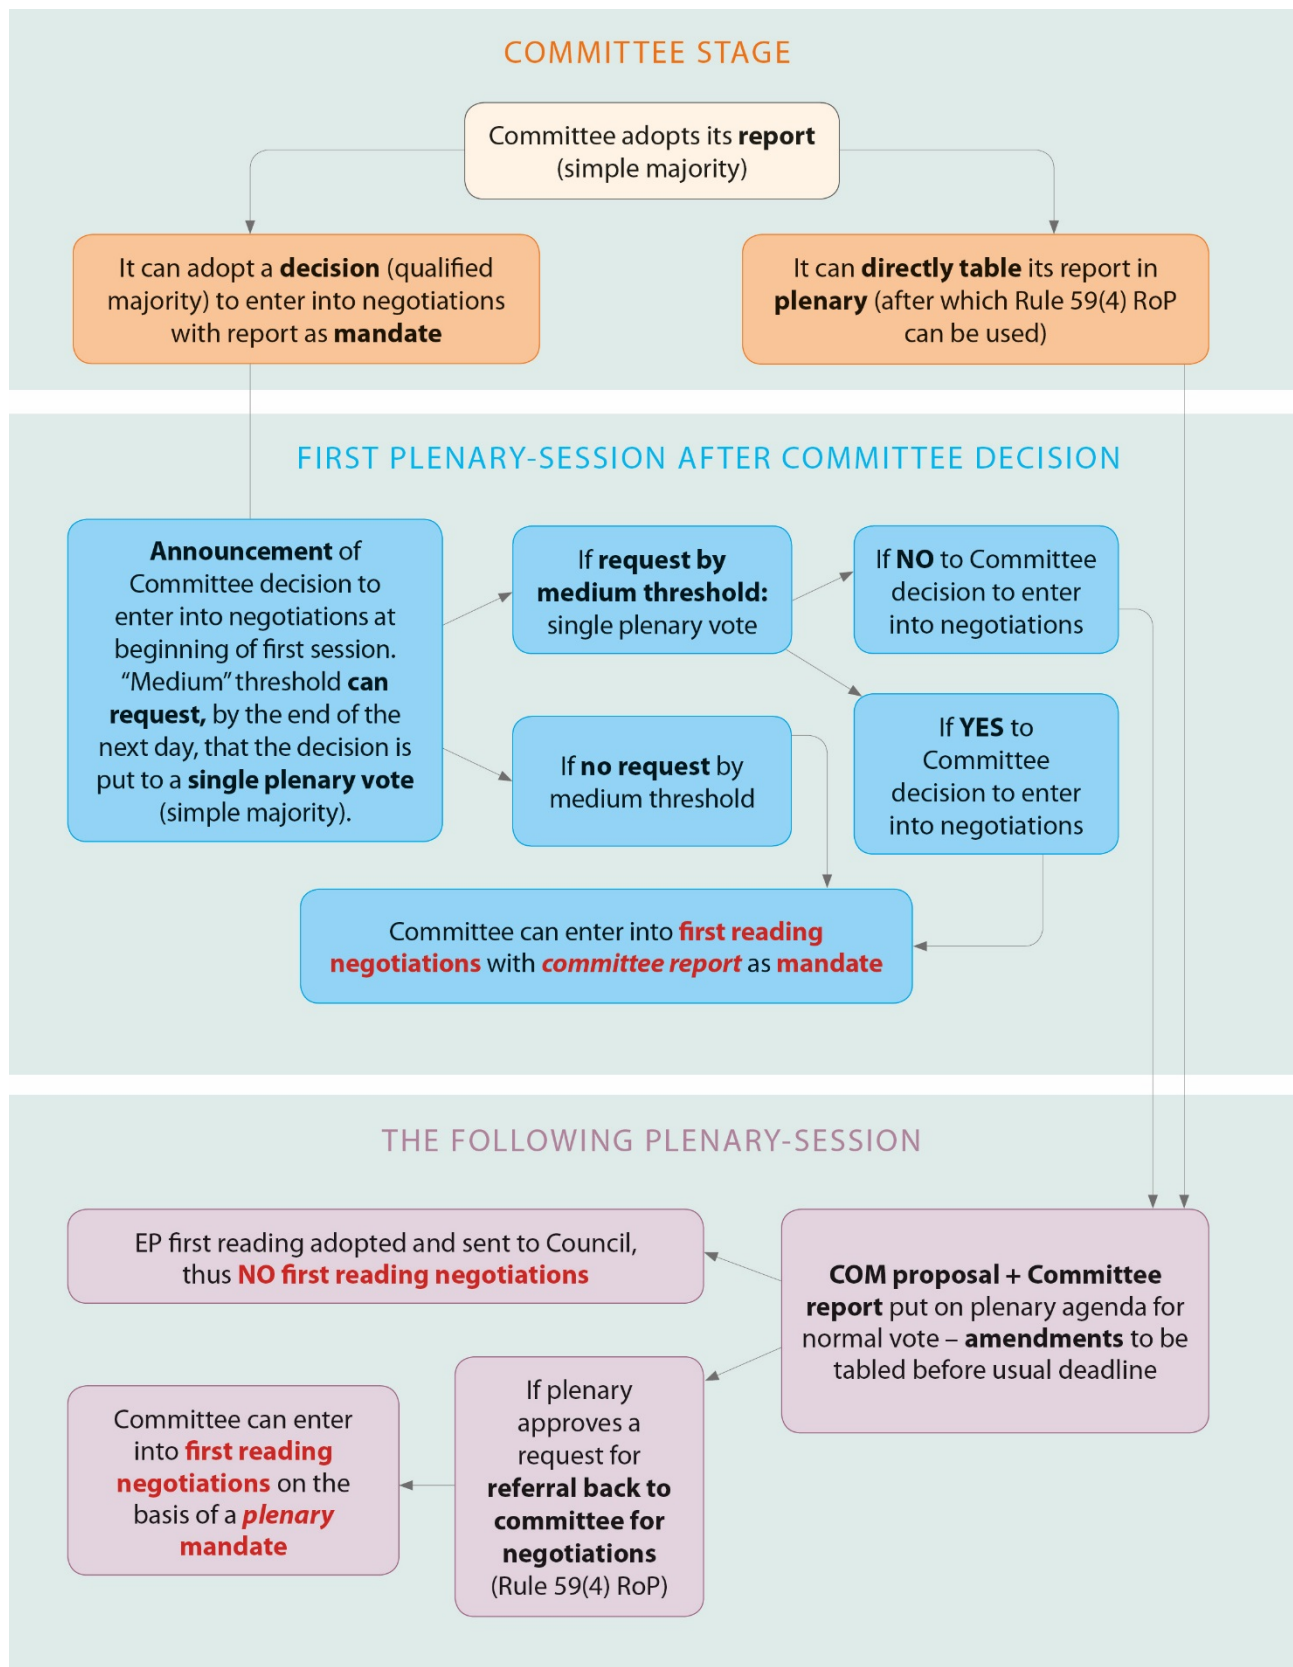 COMMITTEE STAGE
Committee adopts its report
(simple majority)
It can adopt a decision (qualified
majority) to enter into negotiations
with report as mandate
It can directly table its report in
plenary (after which Rule 59(4) RoP
can be used)
FIRST PLENARY-SESSION AFTER COMMITTEE DECISION
Announcement of
Committee decision to
enter into negotiations at
beginning of first session.
“Medium” threshold can
request, by the end of the
next day, that the decision is
put to a single plenary vote
(simple majority).
If request by
medium threshold:
single plenary vote
If NO to Committee
decision to enter
into negotiations
If no request by
medium threshold
If YES to
Committee
decision to enter
into negotiations
Committee can enter into first reading
negotiations with committee report as mandate
THE FOLLOWING PLENARY-SESSION
EP first reading adopted and sent to Council,
thus NO first reading negotiations
COM proposal + Committee
report put on plenary agenda for
normal vote – amendments to be
tabled before usual deadline
If plenary
approves a
request for
referral back to
committee for
negotiations
(Rule 59(4) RoP)
Committee can enter
into first reading
negotiations on the
basis of a plenary
mandate